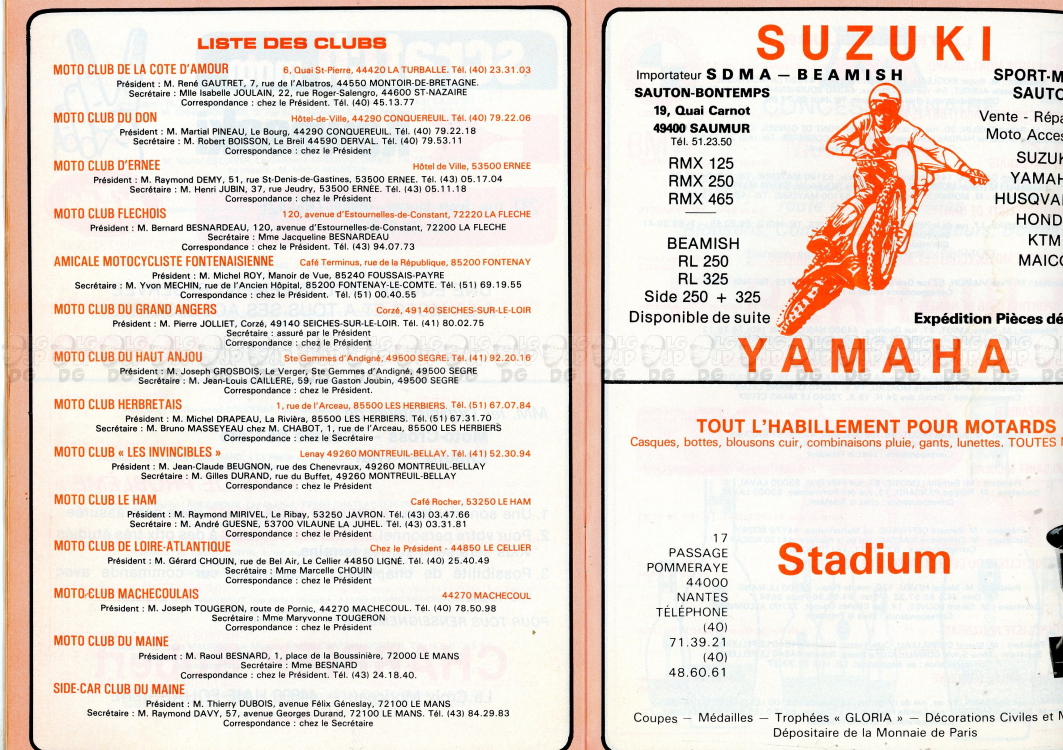 LISTE DES CLUBS
MOTO CLUB DE LA COTE D'AMOUR 6, Quai St-Pierre, 44420 LA TURBALLE. Tél. (40) 23.31.03
Président : M. René GAUTRET, 7, rue de l'Albatros, 44550 MONTOIR-DE-BRETAGNE.
Secrétaire : Mlle Isabelle JOULAIN, 22, rue Roger-Salengro, 44600 ST-NAZAIRE
Correspondance : chez le Président. Tél. (40) 45.13.77
MOTO CLUB DU DON Hôtel-de-Ville, 44290 CONQUEREUIL. Tél. (40) 79.22.06
Président : M. Martial PINEAU, Le Bourg, 44290 CONQUEREUIL. Tél. (40) 79.22.18
Secrétaire : M. Robert BOISSON, Le Breil 44590 DERVAL. Tél. (40) 79.53.11
Correspondance : chez le Président
MOTO CLUB D'ERNEE Hôtel de Ville, 53500 ERNEE
Président : M. Raymond DEMY, 51, rue St-Denis-de-Gastines, 53500 ERNEE. Tél. (43) 05.17.04
Secrétaire : M. Henri JUBIN, 37, rue Jeudry, 53500 ERNEE. Tél. (43) 05.11.18
Correspondance : chez le Président
MOTO CLUB FLECHOIS 120, avenue d'Estournelles-de-Constant, 72220 LA FLECHE
Président : M. Bernard BESNARDEAU, 120, avenue d'Estournelles-de-Constant, 72200 LA FLECHE
Secrétaire : Mme Jacqueline BESNARDEAU
Correspondance : chez le Président. Tél. (43) 94.07.73
AMICALE MOTOCYCLISTE FONTENAISIENNE Café Terminus, rue de la République, 85200 FONTENAY
Président : M. Michel ROY, Manoir de Vue, 85240 FOUSSAIS-PAYRE
Secrétaire : M. Yvon MECHIN, rue de l'Ancien Hôpital, 85200 FONTENAY-LE-COMTE. Tél. (51) 69.19.55
Correspondance : chez le Président. Tél. (51) 00.40.55
MOTO CLUB DU GRAND ANGERS Corzé, 49140 SEICHES-SUR-LE-LOIR
Président : M. Pierre JOLLIET, Corzé, 49140 SEICHES-SUR-LE-LOIR. Tél. (41) 80.02.75
Secrétaire : assuré par le Président
Correspondance : chez le Président
MOTO CLUB DU HAUT ANJOU Ste Gemmes d'Andigné, 49500 SEGRE. Tél. (41) 92.20.16
Président : M. Joseph GROSBOIS, Le Verger, Ste Gemmes d'Andigné, 49500 SEGRE
Secrétaire : M. Jean-Louis CAILLERE, 59, rue Gaston Joubin, 49500 SEGRE
Correspondance : chez le Président.
MOTO CLUB HERBRETAIS 1, rue de l'Arceau, 85500 LES HERBIERS. Tél. (51) 67.07.84
Président : M. Michel DRAPEAU, La Rivièra, 85500 LES HERBIERS. Tél. (51) 67.31.70
Secrétaire : M. Bruno MASSEYEAU chez M. CHABOT, 1, rue de l'Arceau, 85500 LES HERBIERS
Correspondance : chez le Secrétaire
MOTO CLUB « LES INVINCIBLES » Lenay 49260 MONTREUIL-BELLAY. Tél. (41) 52.30.94
Président : M. Jean-Claude BEUGNON, rue des Chenevraux, 49260 MONTREUIL-BELLAY
Secrétaire : M. Gilles DURAND, rue du Buffet, 49260 MONTREUIL-BELLAY
Correspondance : chez le Président
MOTO CLUB LE HAM Café Rocher, 53250 LE HAM
Président : M. Raymond MIRIVEL, Le Ribay, 53250 JAVRON. Tél. (43) 03.47.66
Secrétaire : M. André GUESNE, 53700 VILAUNE LA JUHEL. Tél. (43) 03.31.81
Correspondance : chez le Président
MOTO CLUB DE LOIRE-ATLANTIQUE Chez le Président - 44850 LE CELLIER
Président : M. Gérard CHOUIN, rue de Bel Air, Le Cellier 44850 LIGNÉ. Tél. (40) 25.40.49
Secrétaire : Mme Marcelle CHOUIN
Correspondance : chez le Président
MOTO-CLUB MACHECOULAIS 44270 MACHECOUL
Président : M. Joseph TOUGERON, route de Pornic, 44270 MACHECOUL. Tél. (40) 78.50.98
Secrétaire : Mme Maryvonne TOUGERON
Correspondance : chez le Président
MOTO CLUB DU MAINE
Président : M. Raoul BESNARD, 1, place de la Boussinière, 72000 LE MANS
Secrétaire : Mme BESNARD
Correspondance : chez le Président. Tél. (43) 24.18.40.
SIDE-CAR CLUB DU MAINE
Président : M. Thierry DUBOIS, avenue Félix Géneslay, 72100 LE MANS
Secrétaire : M. Raymond DAVY, 57, avenue Georges Durand, 72100 LE MANS. Tél. (43) 84.29.83
Correspondance : chez le Secrétaire
SUZUKI
Importateur SDMA — BEAMISH
SAUTON-BONTEMPS
19, Quai Carnot
49400 SAUMUR
Tél. 51.23.50
RMX 125
RMX 250
RMX 465
BEAMISH
RL 250
RL 325
Side 250 + 325
Disponible de suite
SPORT-M
SAUTO
Vente - Répa
Moto Acces
SUZUK
YAMAH
HUSQVA
HOND
KTM
MAICO
Expédition Pièces dé
YAMAHA
TOUT L'HABILLEMENT POUR MOTARDS
Casques, bottes, blousons cuir, combinaisons pluie, gants, lunettes. TOUTES
17
PASSAGE
POMMERAYE
44000
NANTES
TÉLÉPHONE
(40)
71.39.21
(40)
48.60.61
Stadium
Coupes — Médailles — Trophées « GLORIA » — Décorations Civiles et M
Dépositaire de la Monnaie de Paris